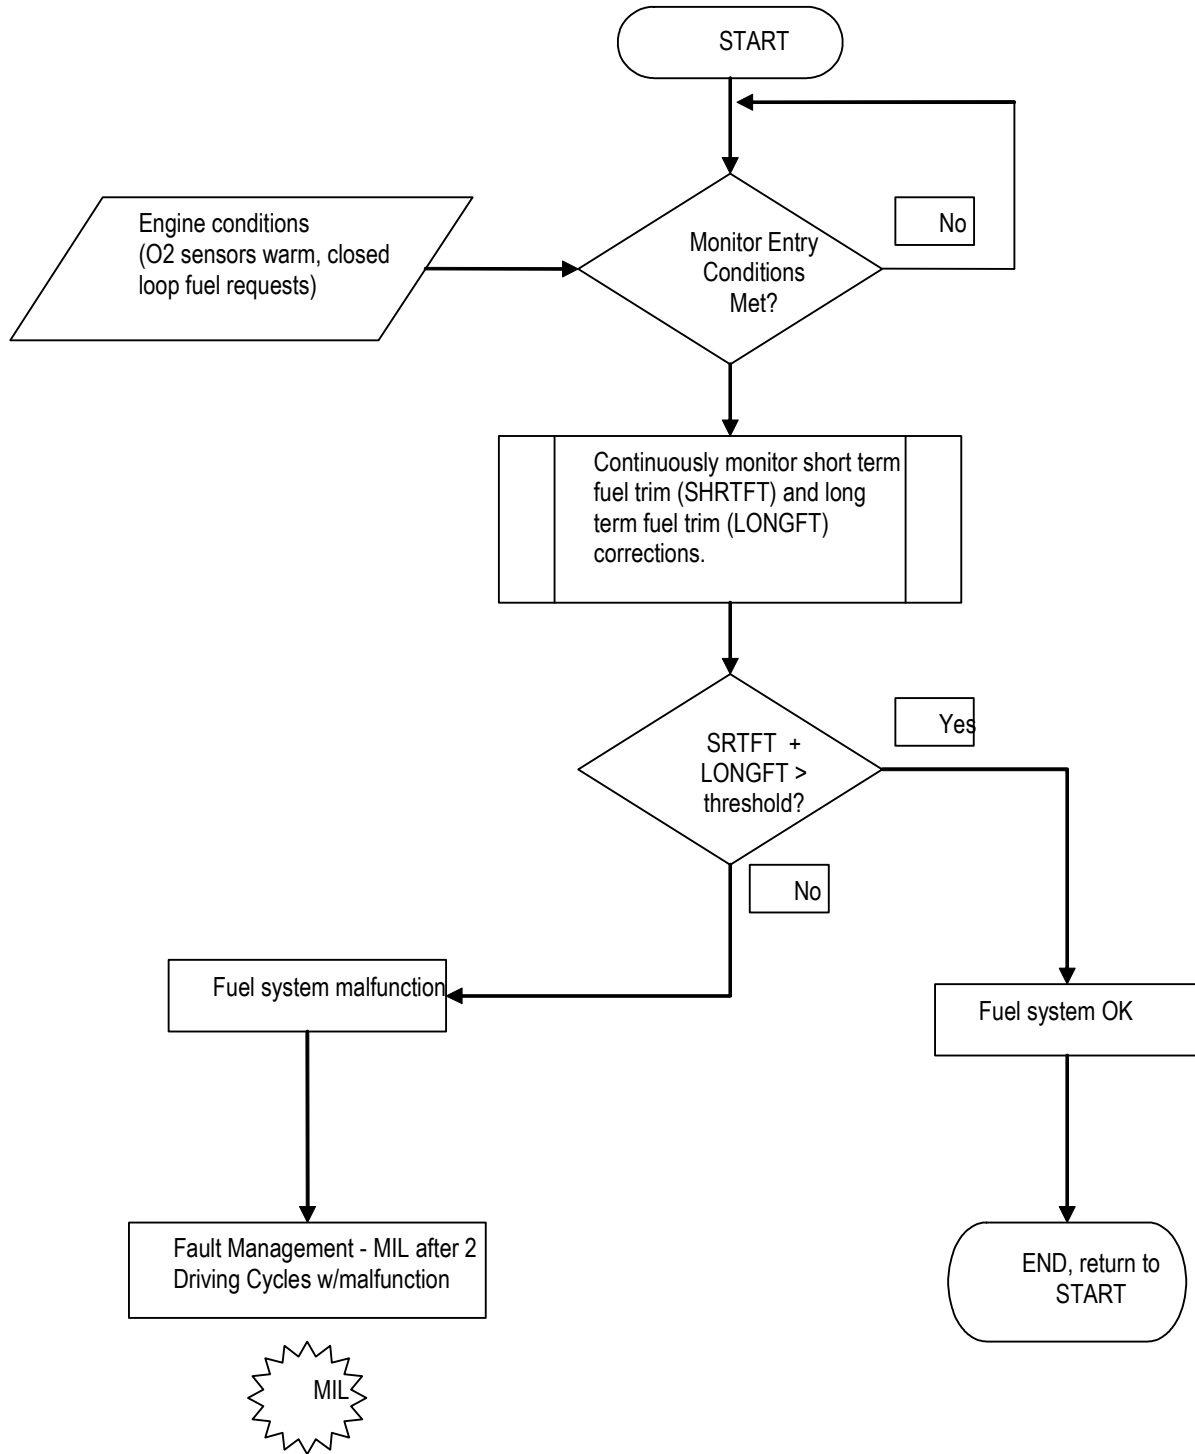 START
No
Engine conditions
(O2 sensors warm, closed
loop fuel requests)
Monitor Entry
Conditions
Met?
Continuously monitor short term
fuel trim (SHRTFT) and long
term fuel trim (LONGFT)
corrections.
Yes
SRTFT +
LONGFT >
threshold?
No
Fuel system malfunction
Fuel system OK
Fault Management - MIL after 2
Driving Cycles w/malfunction
END, return to
START
MIL